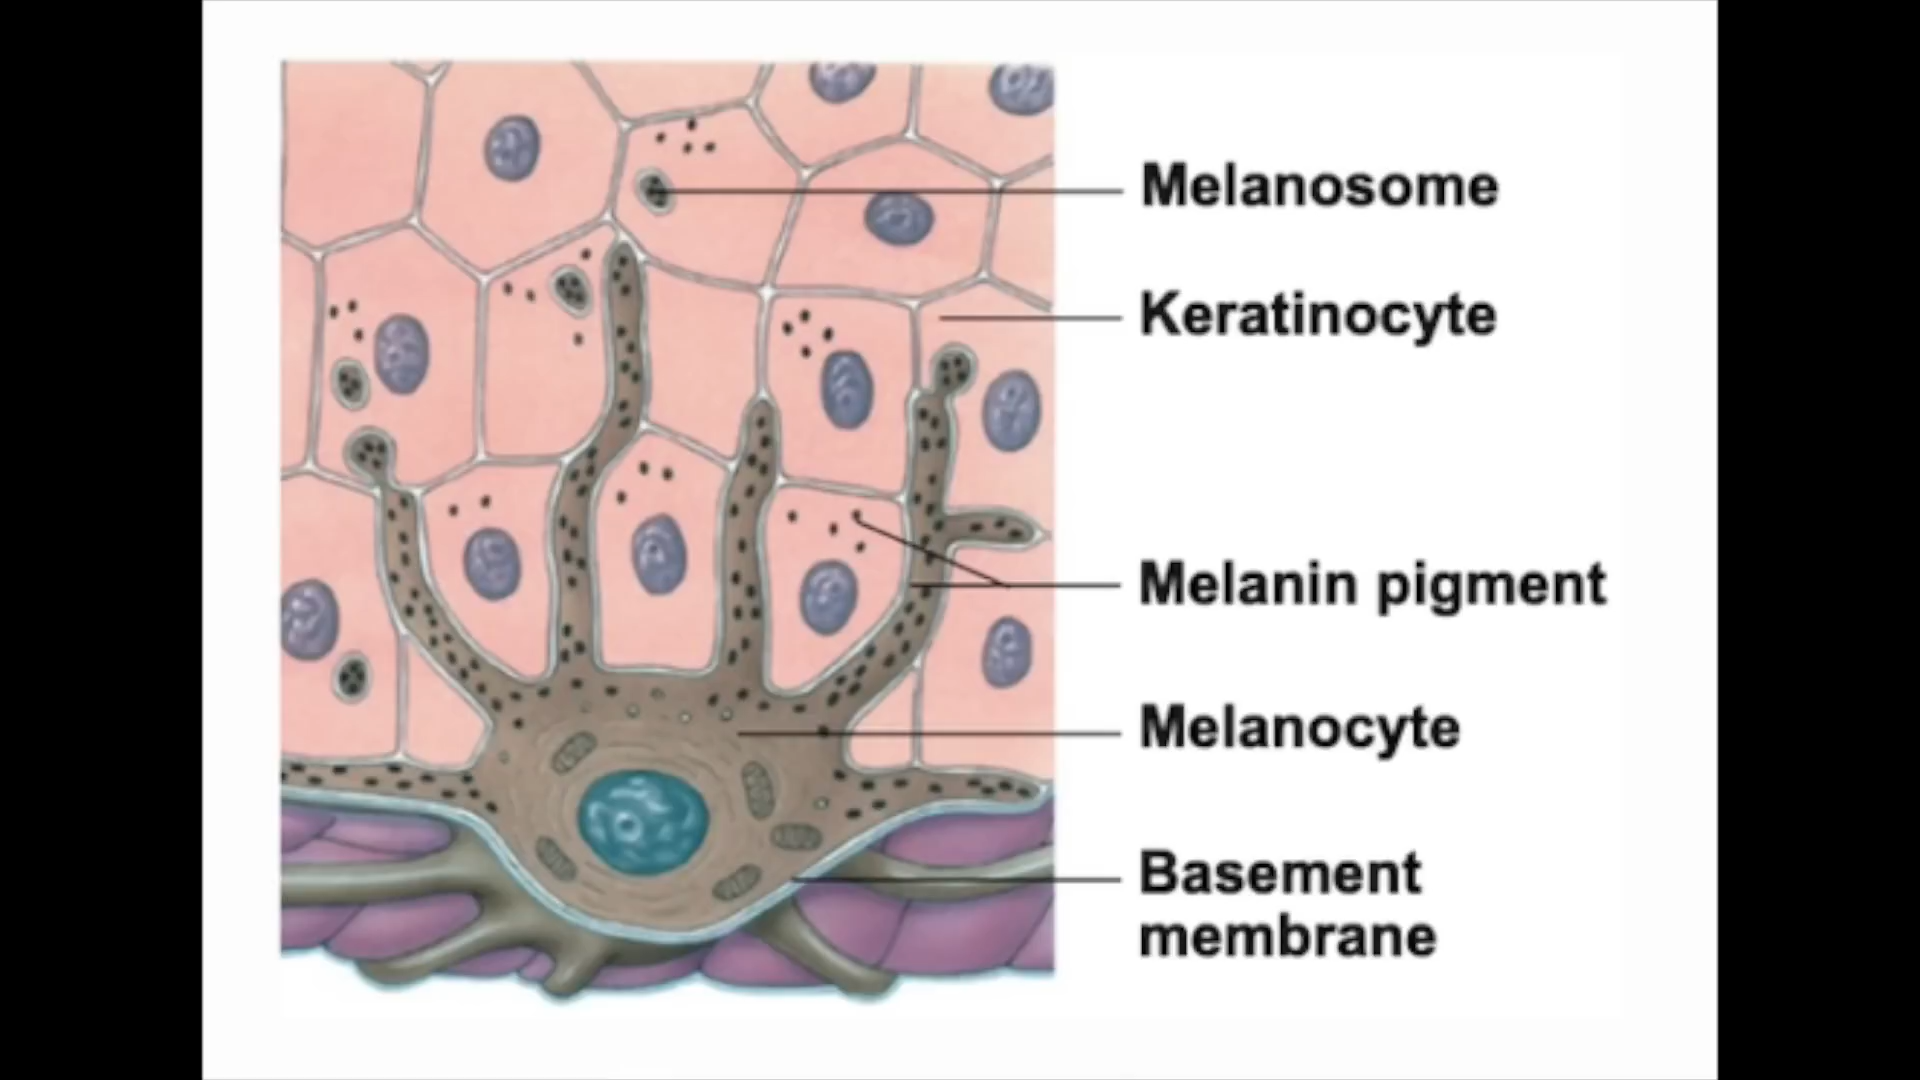 Melanosome
Keratinocyte
Melanin pigment
Melanocyte
Basement
membrane